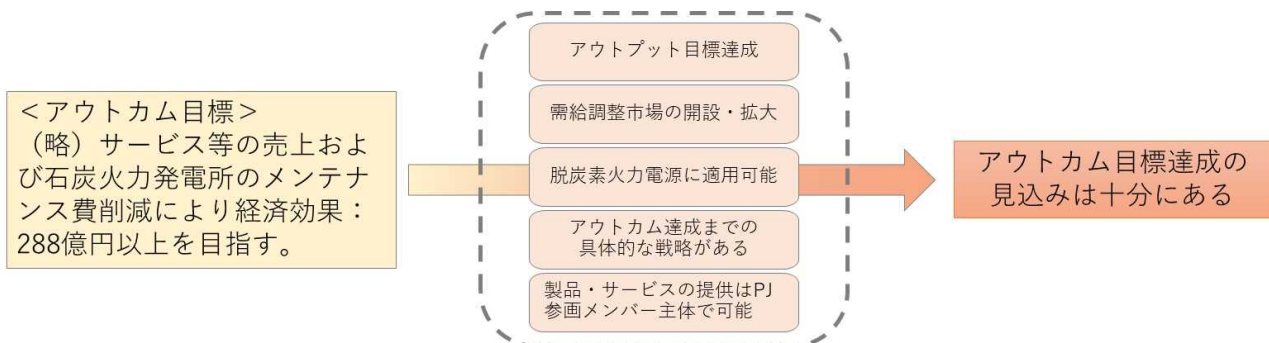 <アウトカム目標>
（略）サービス等の売上およ
び石炭火力発電所のメンテナ
ンス費削減により経済効果：
288億円以上を目指す。
アウトプット目標達成
需給調整市場の開設・拡大
脱炭素火力電源に適用可能
アウトカム達成までの
具体的な戦略がある
製品・サービスの提供はPJ
参画メンバー主体で可能
アウトカム目標達成の
見込みは十分にある